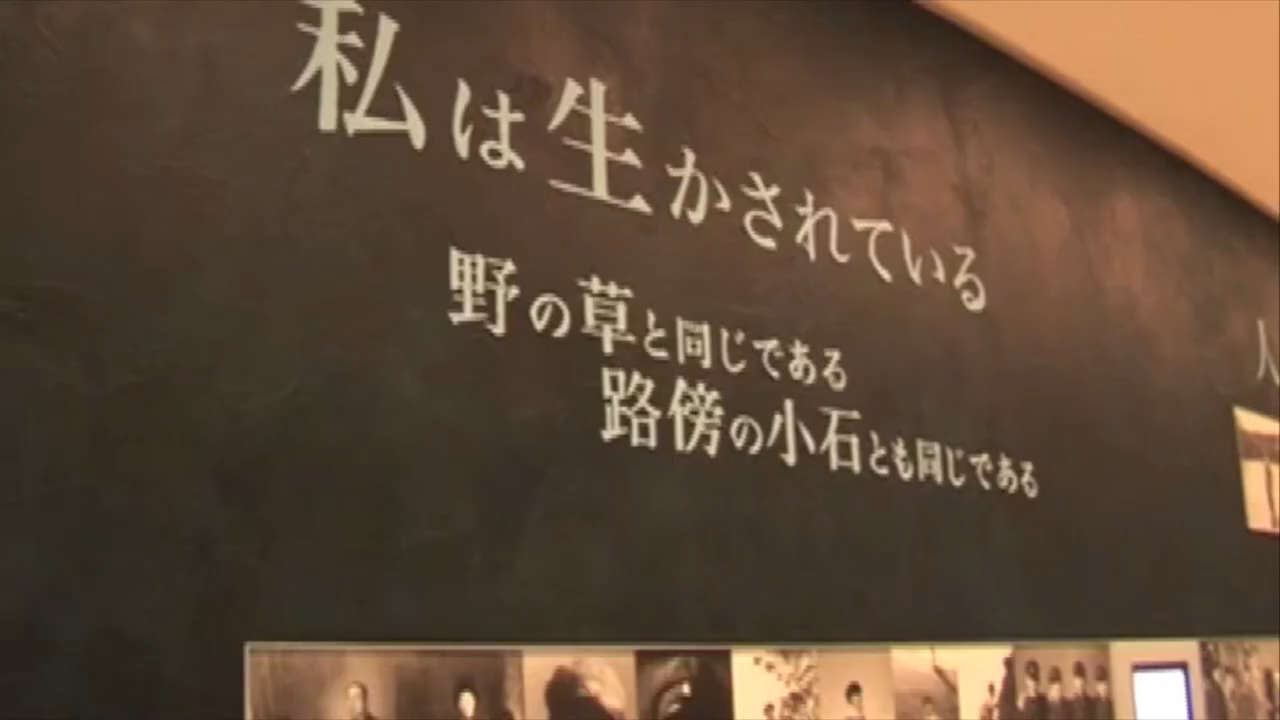 私は生かされている
野の草と同じである
路傍の小石とも同じである
人